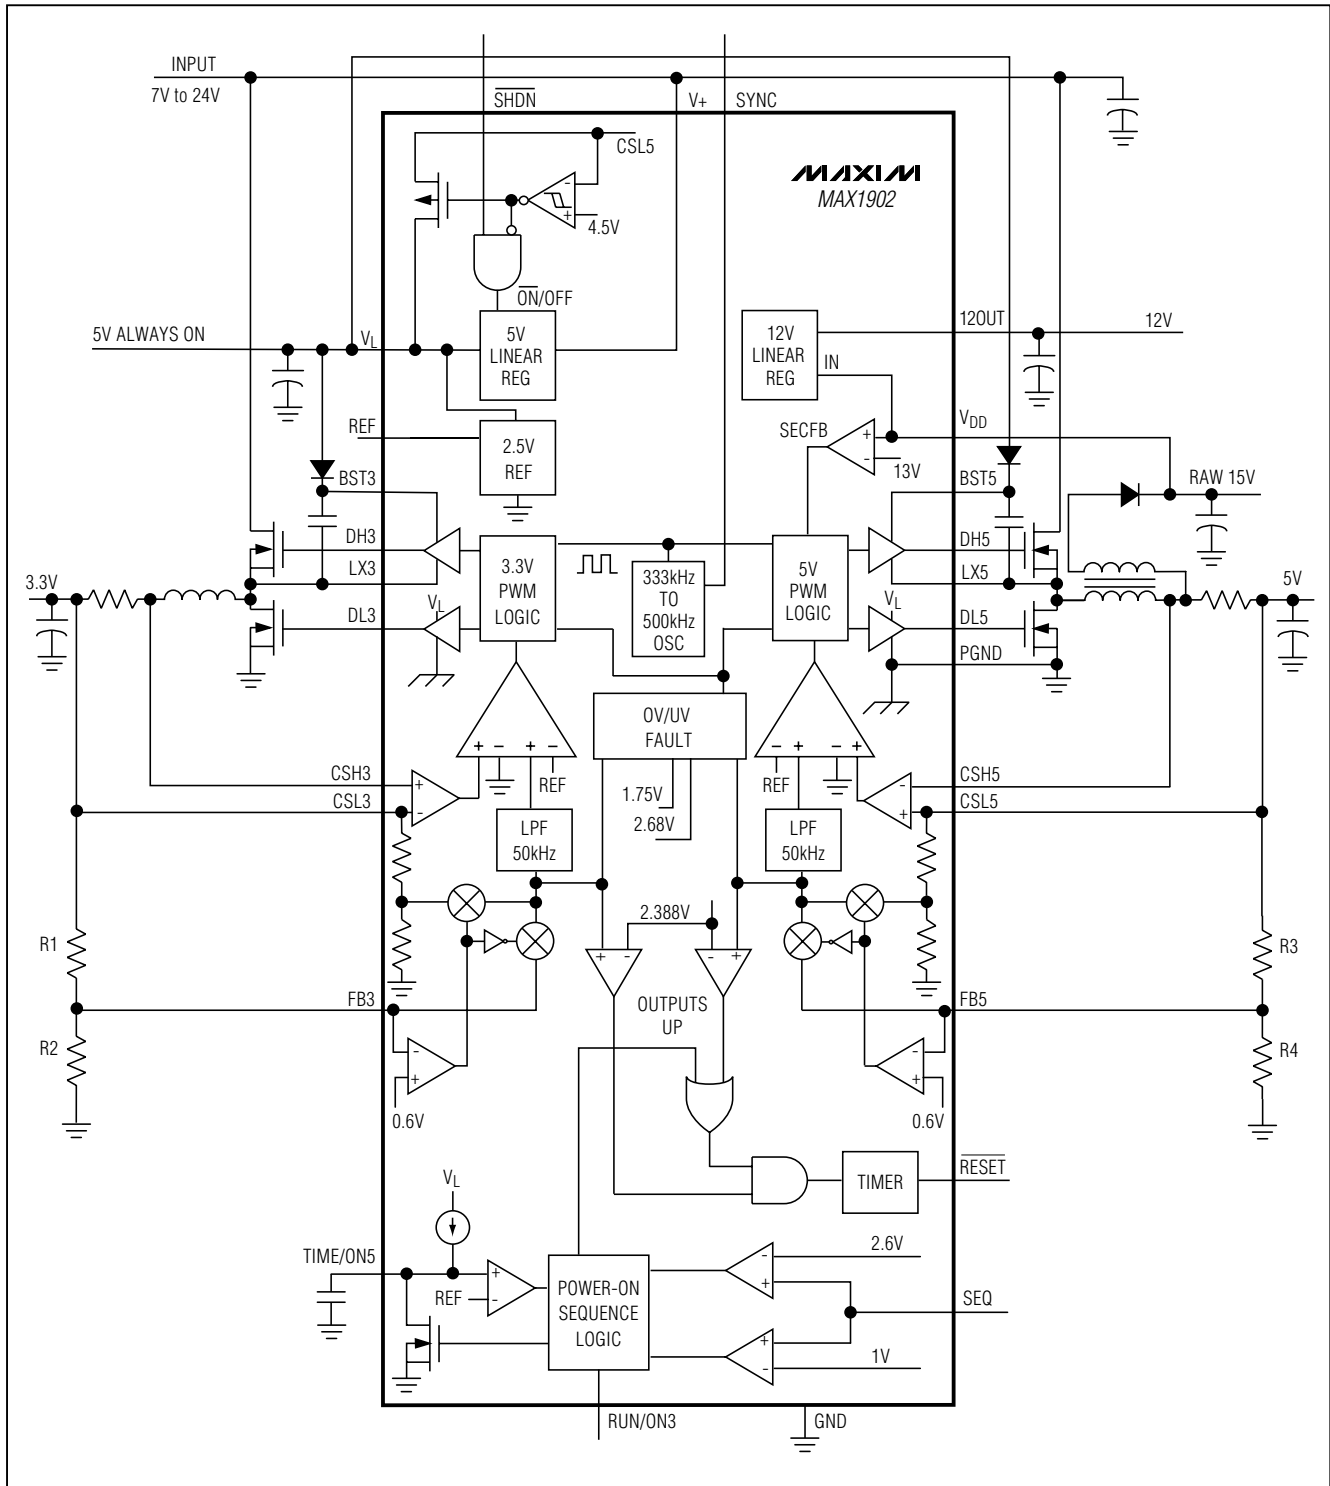 INPUT
7V to 24V
SHDN
V+
SYNC
CSL5
-
+
4.5V
MAXIM
MAX1902
ON/OFF
5V ALWAYS ON
VL
5V
LINEAR
REG
12V
LINEAR
REG
12OUT
12V
IN
REF
2.5V
REF
SECFB
+
-
13V
VDD
BST3
BST5
RAW 15V
DH3
3.3V
PWM
LOGIC
333kHz
TO
500kHz
OSC
5V
PWM
LOGIC
DH5
3.3V
LX3
LX5
5V
VL
VL
DL3
DL5
PGND
OV/UV
FAULT
+ - + -
- + - +
REF
REF
CSH3
+
-
CSL3
CSH5
-
+
CSL5
1.75V
2.68V
LPF
50kHz
LPF
50kHz
2.388V
R1
R3
+ -
- +
FB3
OUTPUTS
UP
FB5
R2
-
+
0.6V
-
+
0.6V
R4
TIMER
RESET
VL
TIME/ON5
+
-
REF
POWER-ON
SEQUENCE
LOGIC
-
+
2.6V
SEQ
+
-
1V
RUN/ON3
GND